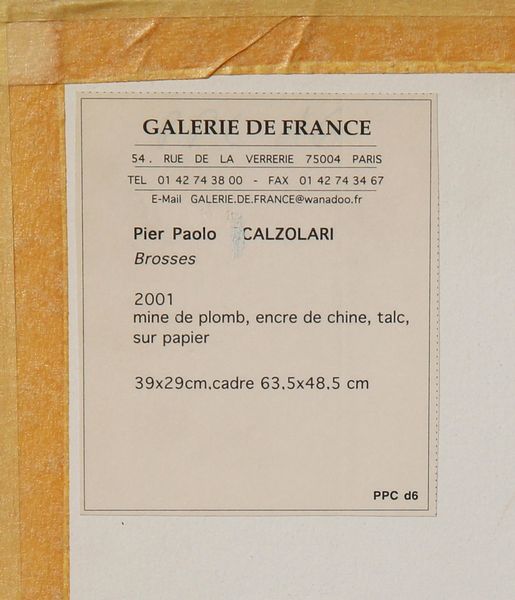 GALERIE DE FRANCE
54. RUE DE LA VERRERIE 75004 PARIS
TEL 01 42 74 38 00 - FAX 01 42 74 34 67
E-Mail GALERIE.DE.FRANCE@wanadoo.fr
Pier Paolo CALZOLARI
Brosses
2001
mine de plomb, encre de chine, talc,
sur papier
39x29cm,cadre 63,5x48,5 cm
PPC d6